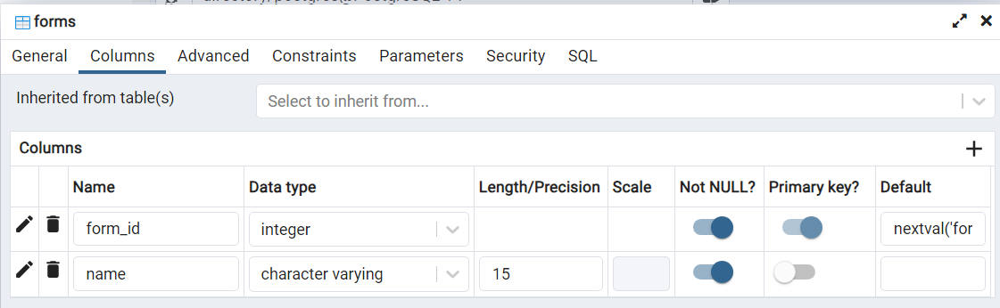 forms
General Columns Advanced Constraints Parameters Security SQL
Inherited from table(s) Select to inherit from...
Columns
Name Data type Length/Precision Scale Not NULL? Primary key? Default
form_id integer nextval('for
name character varying 15